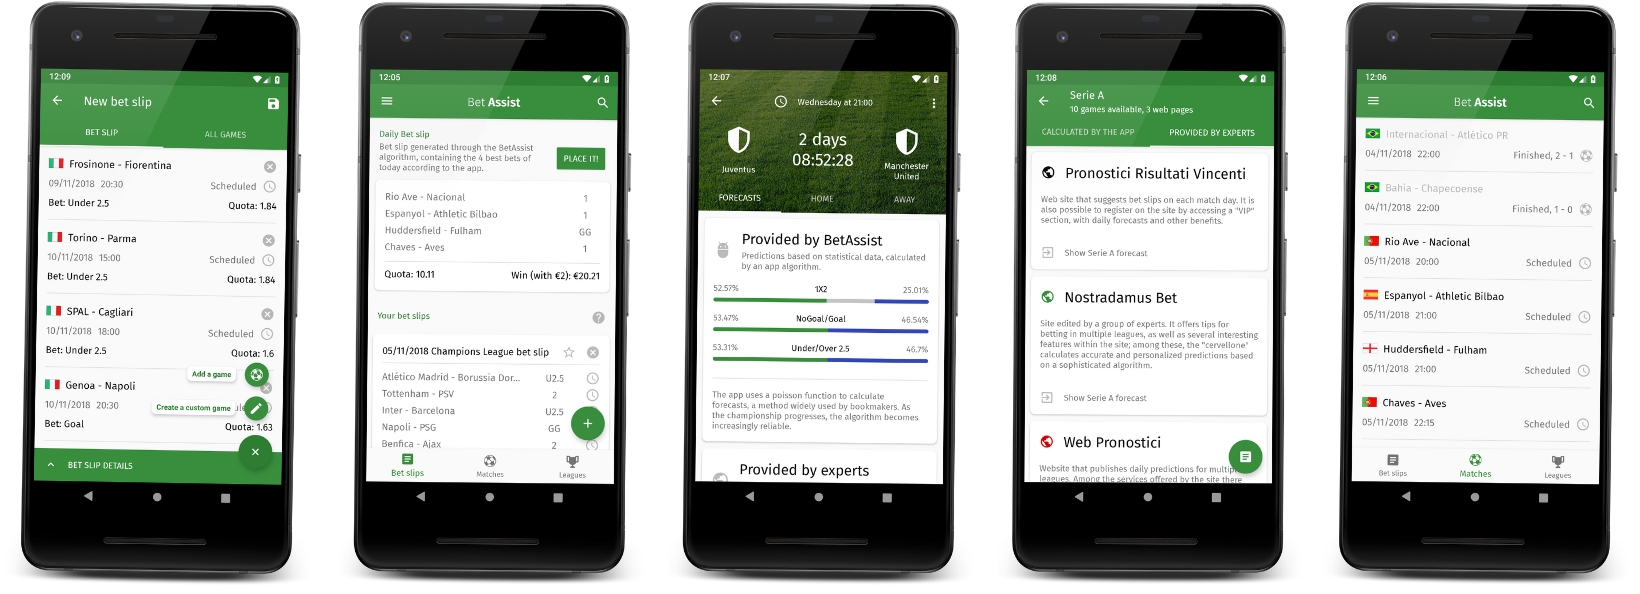 12:09
New bet slip
BET SLIP ALL GAMES
Frosinone - Fiorentina
09/11/2018 20:30 Scheduled
Bet: Under 2.5 Quota: 1.84
Torino - Parma
10/11/2018 15:00 Scheduled
Bet: Under 2.5 Quota: 1.84
SPAL - Cagliari
10/11/2018 18:00 Scheduled
Bet: Under 2.5 Quota: 1.6
Add a game
Genoa - Napoli
10/11/2018 20:30
Create a custom game
Bet: Goal Quota: 1.63
BET SLIP DETAILS
12:05
Bet Assist
Daily Bet slip
Bet slip generated through the BetAssist
algorithm, containing the 4 best bets of
today according to the app.
PLACE IT!
Rio Ave - Nacional 1
Espanyol - Athletic Bilbao 1
Huddersfield - Fulham GG
Chaves - Aves 1
Quota: 10.11 Win (with €2): €20.21
Your bet slips
05/11/2018 Champions League bet slip
Atlético Madrid - Borussia Dor... U2.5
Tottenham - PSV 2
Inter - Barcelona U2.5
Napoli - PSG GG
Benfica - Ajax 2
Bet slips Matches Leagues
12:07
Wednesday at 21:00
2 days
08:52:28
Juventus
Manchester
United
FORECASTS HOME AWAY
Provided by BetAssist
Predictions based on statistical data, calculated
by an app algorithm.
52.57% 1X2 25.01%
53.47% NoGoal/Goal 46.54%
53.31% Under/Over 2.5 46.7%
The app uses a poisson function to calculate
forecasts, a method widely used by bookmakers. As
the championship progresses, the algorithm becomes
increasingly reliable.
Provided by experts
12:08
Serie A
10 games available, 3 web pages
CALCULATED BY THE APP PROVIDED BY EXPERTS
Pronostici Risultati Vincenti
Web site that suggests bet slips on each match day. It is
also possible to register on the site by accessing a "VIP"
section, with daily forecasts and other benefits.
Show Serie A forecast
Nostradamus Bet
Site edited by a group of experts. It offers tips for
betting in multiple leagues, as well as several interesting
features within the site; among these, the "cervellone"
calculates accurate and personalized predictions based
on a sophisticated algorithm.
Show Serie A forecast
Web Pronostici
Website that publishes daily predictions for multiple
leagues. Among the services offered by the site there
12:06
Bet Assist
Internacional - Atlético PR
04/11/2018 22:00 Finished, 2 - 1
Bahia - Chapecoense
04/11/2018 22:00 Finished, 1 - 0
Rio Ave - Nacional
05/11/2018 20:00 Scheduled
Espanyol - Athletic Bilbao
05/11/2018 21:00 Scheduled
Huddersfield - Fulham
05/11/2018 21:00 Scheduled
Chaves - Aves
05/11/2018 22:15 Scheduled
Bet slips Matches Leagues